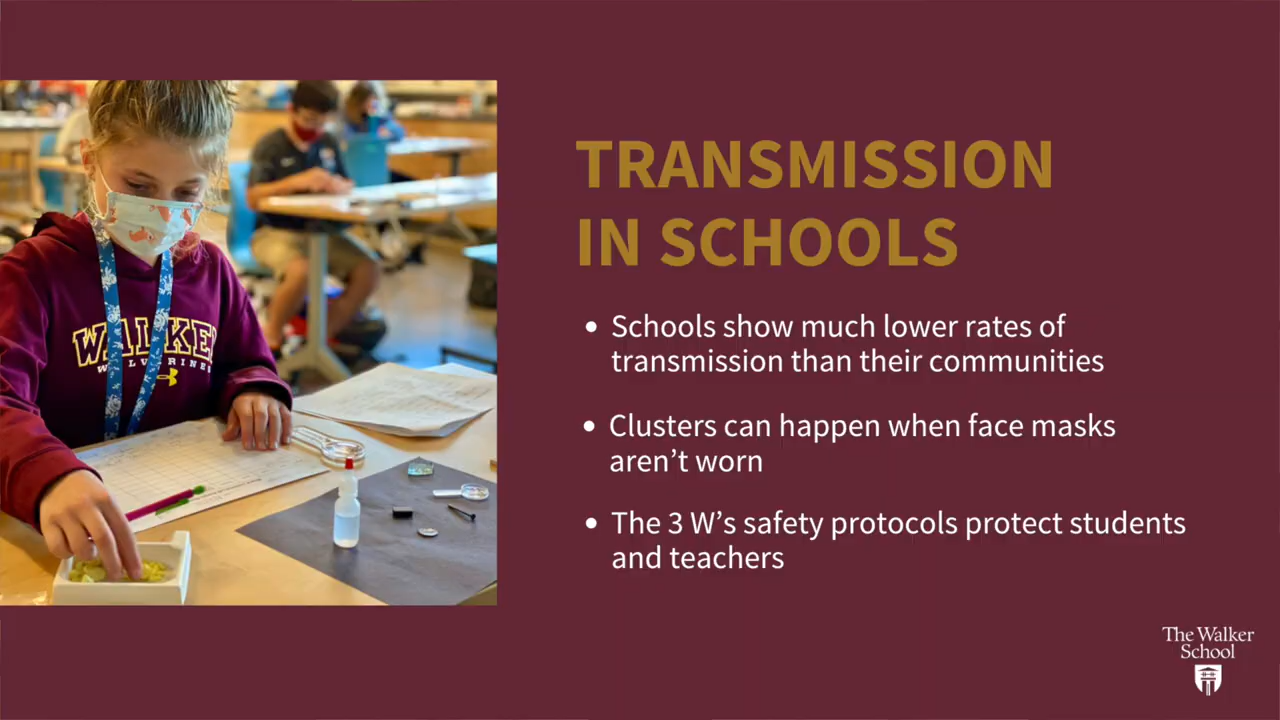 TRANSMISSION
IN SCHOOLS
• Schools show much lower rates of
transmission than their communities
• Clusters can happen when face masks
aren’t worn
• The 3 W’s safety protocols protect students
and teachers
WALKER
WOLVERINES
The Walker
School